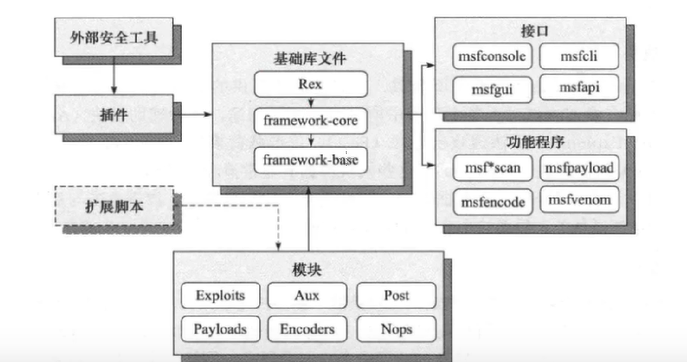 外部安全工具
插件
扩展脚本
基础库文件
Rex
framework-core
framework-base
接口
msfconsole
msfcli
msfgui
msfapi
功能程序
msf*scan
msfpayload
msfencode
msfvenom
模块
Exploits
Aux
Post
Payloads
Encoders
Nops